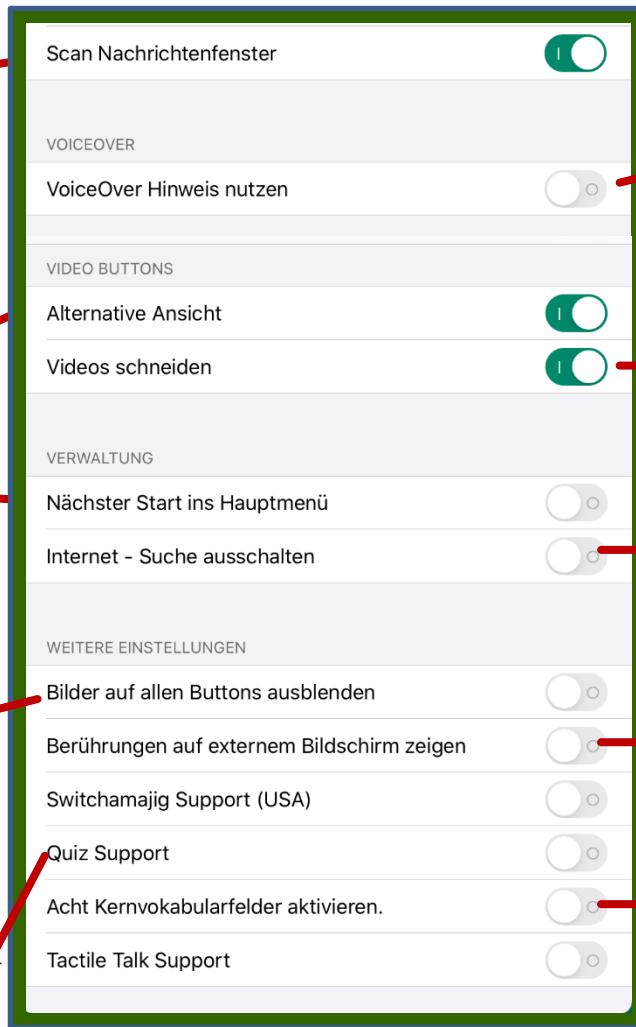 Scan Nachrichtenfenster
VOICEOVER
VoiceOver Hinweis nutzen
VIDEO BUTTONS
Alternative Ansicht
Videos schneiden
VERWALTUNG
Nächster Start ins Hauptmenü
Internet - Suche ausschalten
WEITERE EINSTELLUNGEN
Bilder auf allen Buttons ausblenden
Berührungen auf externem Bildschirm zeigen
Switchamajig Support (USA)
Quiz Support
Acht Kernvokabularfelder aktivieren.
Tactile Talk Support